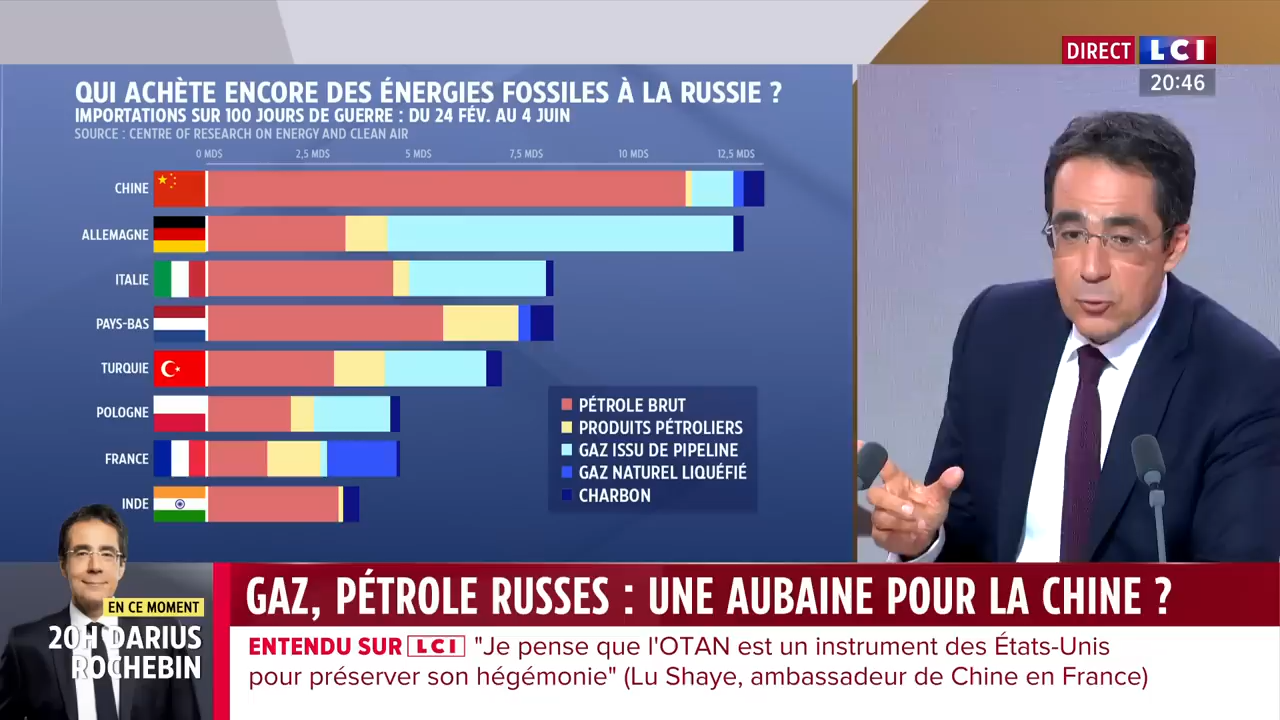 DIRECT LCI
20:46
QUI ACHÈTE ENCORE DES ÉNERGIES FOSSILES À LA RUSSIE ?
IMPORTATIONS SUR 100 JOURS DE GUERRE : DU 24 FÉV. AU 4 JUIN
SOURCE : CENTRE OF RESEARCH ON ENERGY AND CLEAN AIR
0 MDS 2,5 MDS 5 MDS 7,5 MDS 10 MDS 12,5 MDS
CHINE
ALLEMAGNE
ITALIE
PAYS-BAS
TURQUIE
POLOGNE
FRANCE
INDE
PÉTROLE BRUT
PRODUITS PÉTROLIERS
GAZ ISSU DE PIPELINE
GAZ NATUREL LIQUÉFIÉ
CHARBON
EN CE MOMENT
20H DARIUS
ROCHEBIN
GAZ, PÉTROLE RUSSES : UNE AUBAINE POUR LA CHINE ?
ENTENDU SUR LCI "Je pense que l'OTAN est un instrument des États-Unis
pour préserver son hégémonie" (Lu Shaye, ambassadeur de Chine en France)